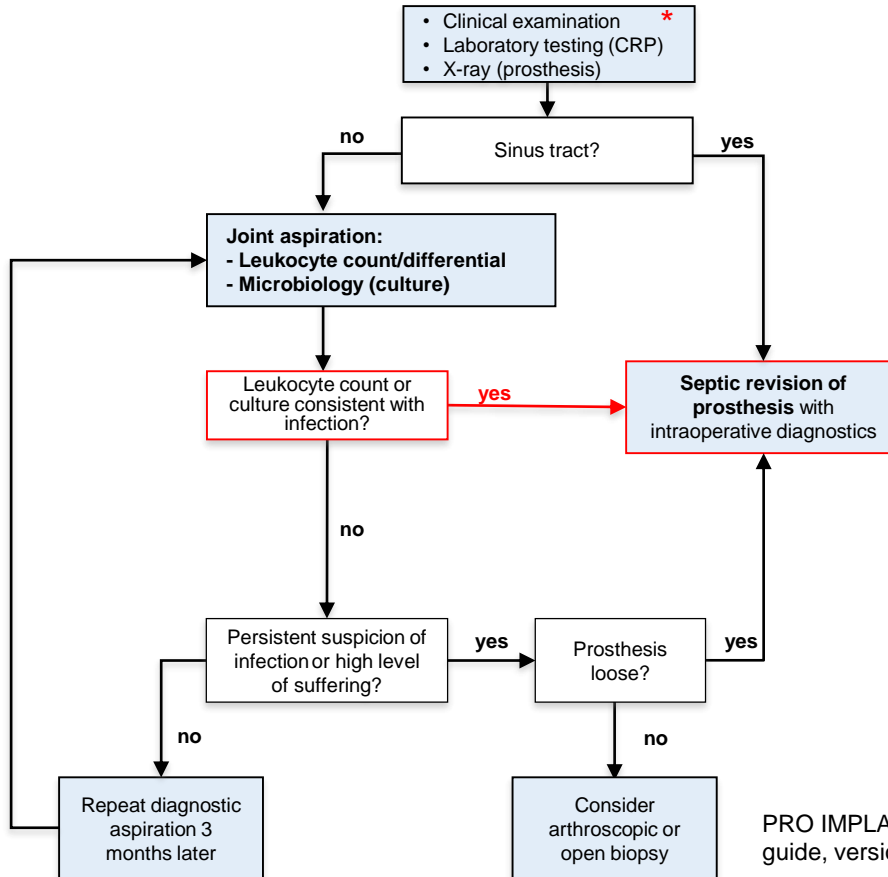 • Clinical examination *
• Laboratory testing (CRP)
• X-ray (prosthesis)
no
Sinus tract?
yes
Joint aspiration:
- Leukocyte count/differential
- Microbiology (culture)
Leukocyte count or
culture consistent with
infection?
yes
Septic revision of
prosthesis with
intraoperative diagnostics
no
Persistent suspicion of
infection or high level
of suffering?
yes
Prosthesis
loose?
yes
no
no
Repeat diagnostic
aspiration 3
months later
Consider
arthroscopic or
open biopsy
PRO
guide,